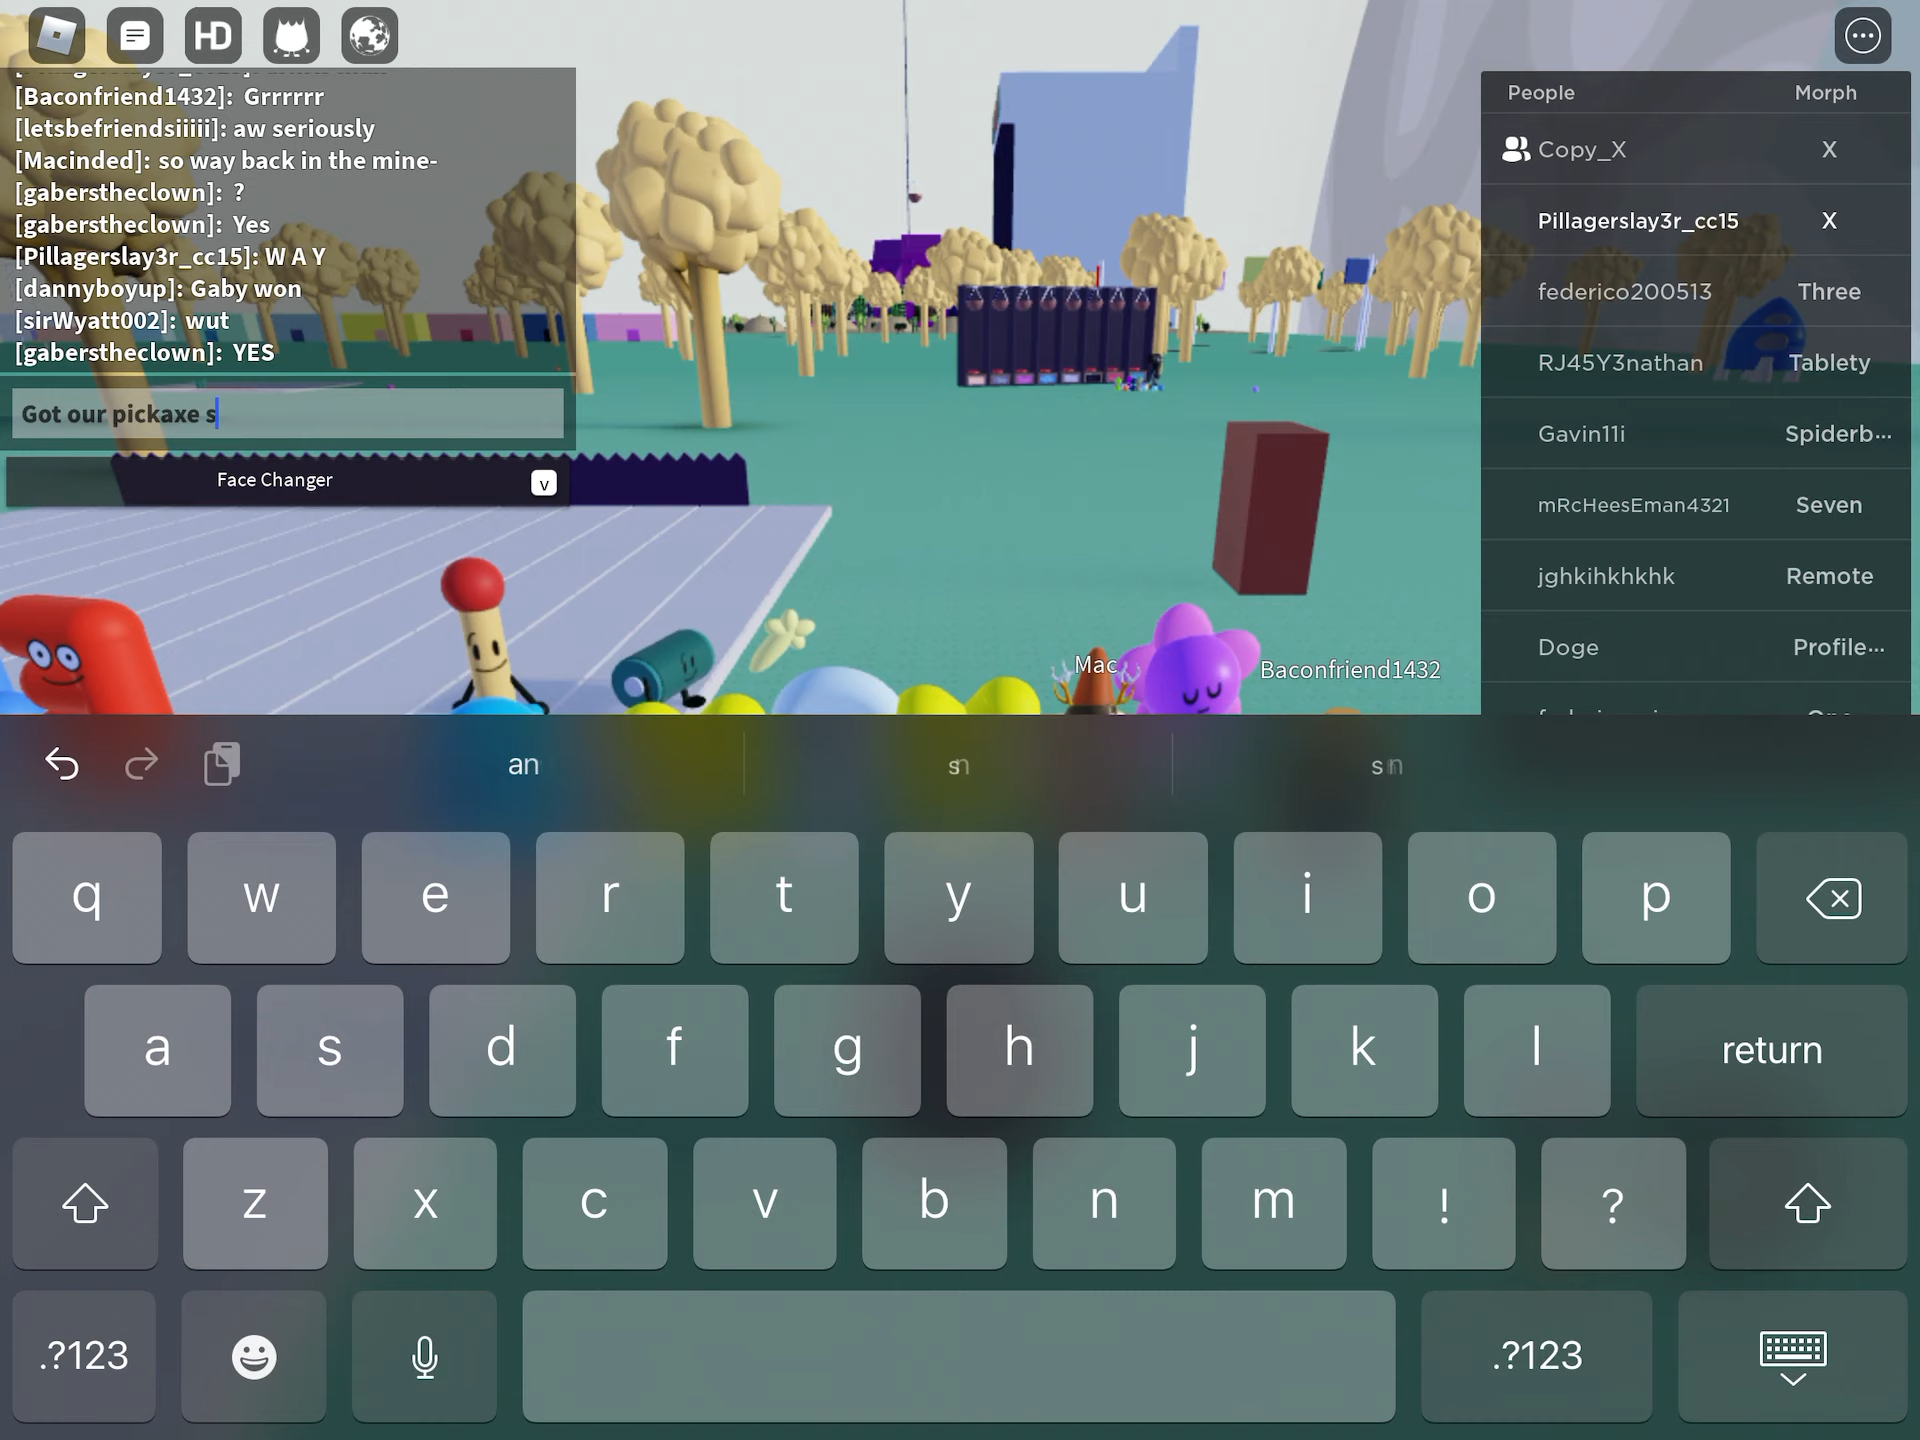 HD
[Baconfriend1432]: Grrrrrr
[letsbefriendsiiiii]: aw seriously
[Macinded]: so way back in the mine-
[gaberstheclown]: ?
[gaberstheclown]: Yes
[Pillagerslay3r_cc15]: W A Y
[dannyboyup]: Gaby won
[sirWyatt002]: wut
[gaberstheclown]: YES
Got our pickaxe s
Face Changer v
People Morph
Copy_X X
Pillagerslay3r_cc15 X
federico200513 Three
RJ45Y3nathan Tablety
Gavin11i Spiderb...
mRcHeesEman4321 Seven
jghkihkhkhk Remote
Doge Profile...
Mac
Baconfriend1432
an
q w e r t y u i o p
a s d f g h j k l return
z x c v b n m ! ?
.?123 .?123